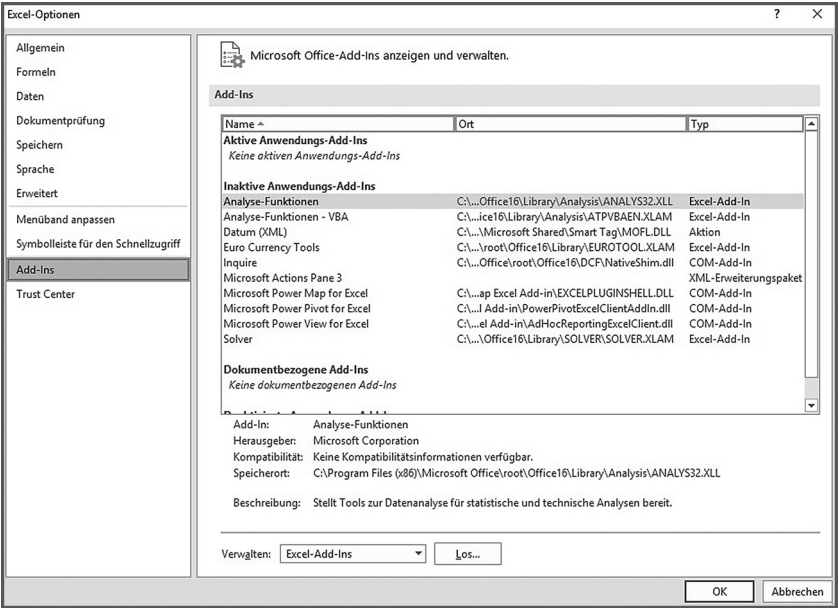 Excel-Optionen ? ×
Allgemein
Formeln
Daten
Dokumentprüfung
Speichern
Sprache
Erweitert
Menüband anpassen
Symbolleiste für den Schnellzugriff
Add-Ins
Trust Center
Microsoft Office-Add-Ins anzeigen und verwalten.
Add-Ins
Name Ort Typ
Aktive Anwendungs-Add-Ins
Keine aktiven Anwendungs-Add-Ins
Inaktive Anwendungs-Add-Ins
Analyse-Funktionen C:\...Office16\Library\Analysis\ANALYS32.XLL Excel-Add-In
Analyse-Funktionen - VBA C:\...ice16\Library\Analysis\ATPVBAEN.XLAM Excel-Add-In
Datum (XML) C:\...\Microsoft Shared\Smart Tag\MOFL.DLL Aktion
Euro Currency Tools C:\...\root\Office16\Library\EUROTOOL.XLAM Excel-Add-In
Inquire C:\...Office\root\Office16\DCF\NativeShim.dll COM-Add-In
Microsoft Actions Pane 3 XML-Erweiterungspaket
Microsoft Power Map for Excel C:\...ap Excel Add-in\EXCELPLUGINSHELL.DLL COM-Add-In
Microsoft Power Pivot for Excel C:\...l Add-in\PowerPivotExcelClientAddIn.dll COM-Add-In
Microsoft Power View for Excel C:\...el Add-in\AdHocReportingExcelClient.dll COM-Add-In
Solver C:\...\Office16\Library\SOLVER\SOLVER.XLAM Excel-Add-In
Dokumentbezogene Add-Ins
Keine dokumentbezogenen Add-Ins
Add-In: Analyse-Funktionen
Herausgeber: Microsoft Corporation
Kompatibilität: Keine Kompatibilitätsinformationen verfügbar.
Speicherort: C:\Program Files (x86)\Microsoft Office\root\Office16\Library\Analysis\ANALYS32.XLL
Beschreibung: Stellt Tools zur Datenanalyse für statistische und technische Analysen bereit.
Verwalten: Excel-Add-Ins Los...
OK Abbrechen